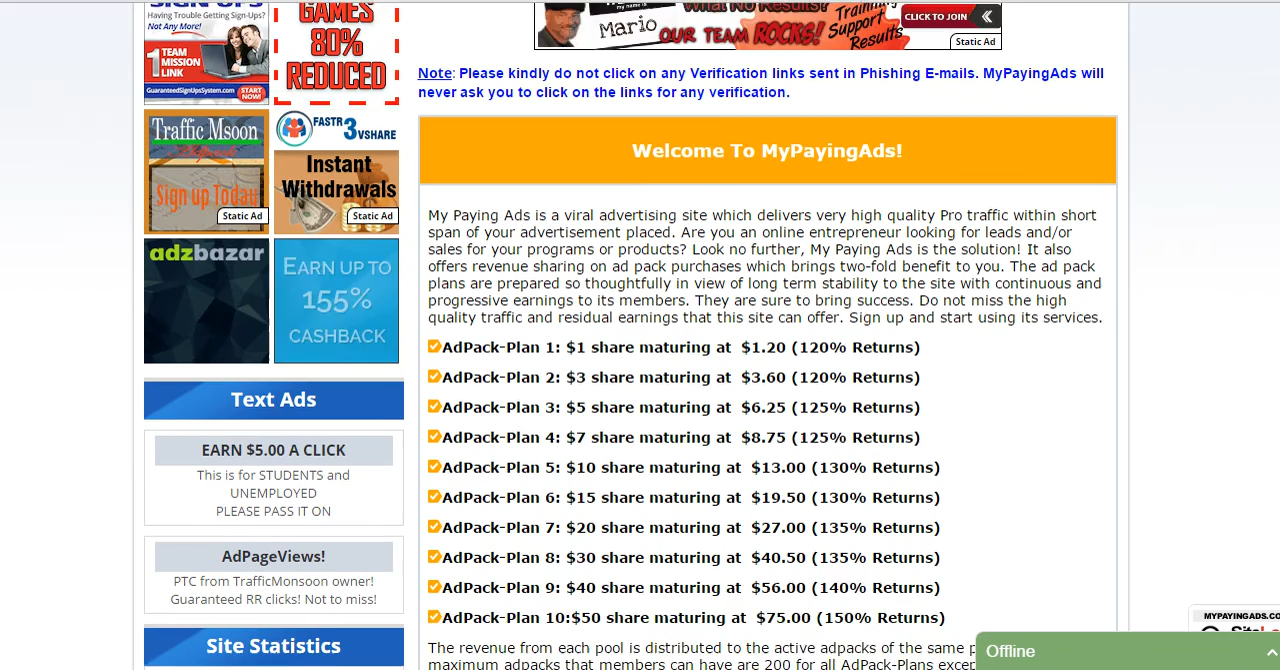 SIGN UPS
Having Trouble Getting Sign-Ups?
Not Any More!
1 TEAM
MISSION
LINK
GuaranteedSignUpsSystem.com
START
NOW!
GAMES
80%
REDUCED
Traffic Msoon
Sign up Today
Static Ad
FASTR
3VSHARE
Instant
Withdrawals
Static Ad
adzbazar
EARN UP TO
155%
CASHBACK
Text Ads
EARN $5.00 A CLICK
This is for STUDENTS and
UNEMPLOYED
PLEASE PASS IT ON
AdPageViews!
PTC from TrafficMonsoon owner!
Guaranteed RR clicks! Not to miss!
Site Statistics
my name is
Mario
What No Results?
OUR TEAM ROCKS!
Training
Support
Results
CLICK TO JOIN
Static Ad
Note: Please kindly do not click on any Verification links sent in Phishing E-mails. MyPayingAds will
never ask you to click on the links for any verification.
Welcome To MyPayingAds!
My Paying Ads is a viral advertising site which delivers very high quality Pro traffic within short
span of your advertisement placed. Are you an online entrepreneur looking for leads and/or
sales for your programs or products? Look no further, My Paying Ads is the solution! It also
offers revenue sharing on ad pack purchases which brings two-fold benefit to you. The ad pack
plans are prepared so thoughtfully in view of long term stability to the site with continuous and
progressive earnings to its members. They are sure to bring success. Do not miss the high
quality traffic and residual earnings that this site can offer. Sign up and start using its services.
AdPack-Plan 1: $1 share maturing at $1.20 (120% Returns)
AdPack-Plan 2: $3 share maturing at $3.60 (120% Returns)
AdPack-Plan 3: $5 share maturing at $6.25 (125% Returns)
AdPack-Plan 4: $7 share maturing at $8.75 (125% Returns)
AdPack-Plan 5: $10 share maturing at $13.00 (130% Returns)
AdPack-Plan 6: $15 share maturing at $19.50 (130% Returns)
AdPack-Plan 7: $20 share maturing at $27.00 (135% Returns)
AdPack-Plan 8: $30 share maturing at $40.50 (135% Returns)
AdPack-Plan 9: $40 share maturing at $56.00 (140% Returns)
AdPack-Plan 10:$50 share maturing at $75.00 (150% Returns)
The revenue from each pool is distributed to the active adpacks of the same
maximum adpacks that members can have are 200 for all AdPack-Plans
MYPAYINGADS.CO
Offline